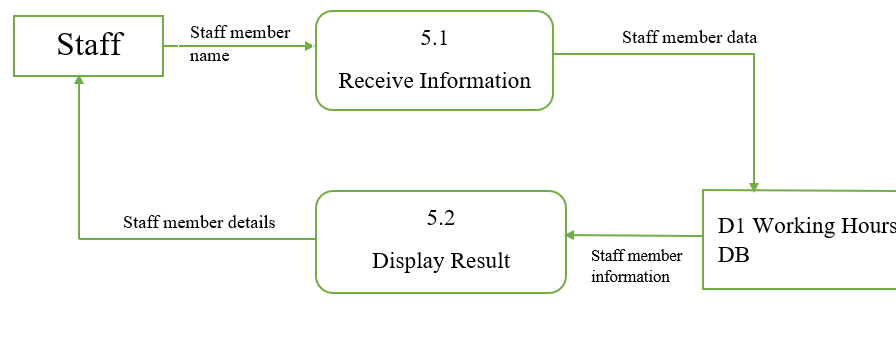 Staff
Staff member
name
5.1
Receive Information
Staff member data
Staff member details
5.2
Display Result
Staff member
information
D1 Working Hours
DB